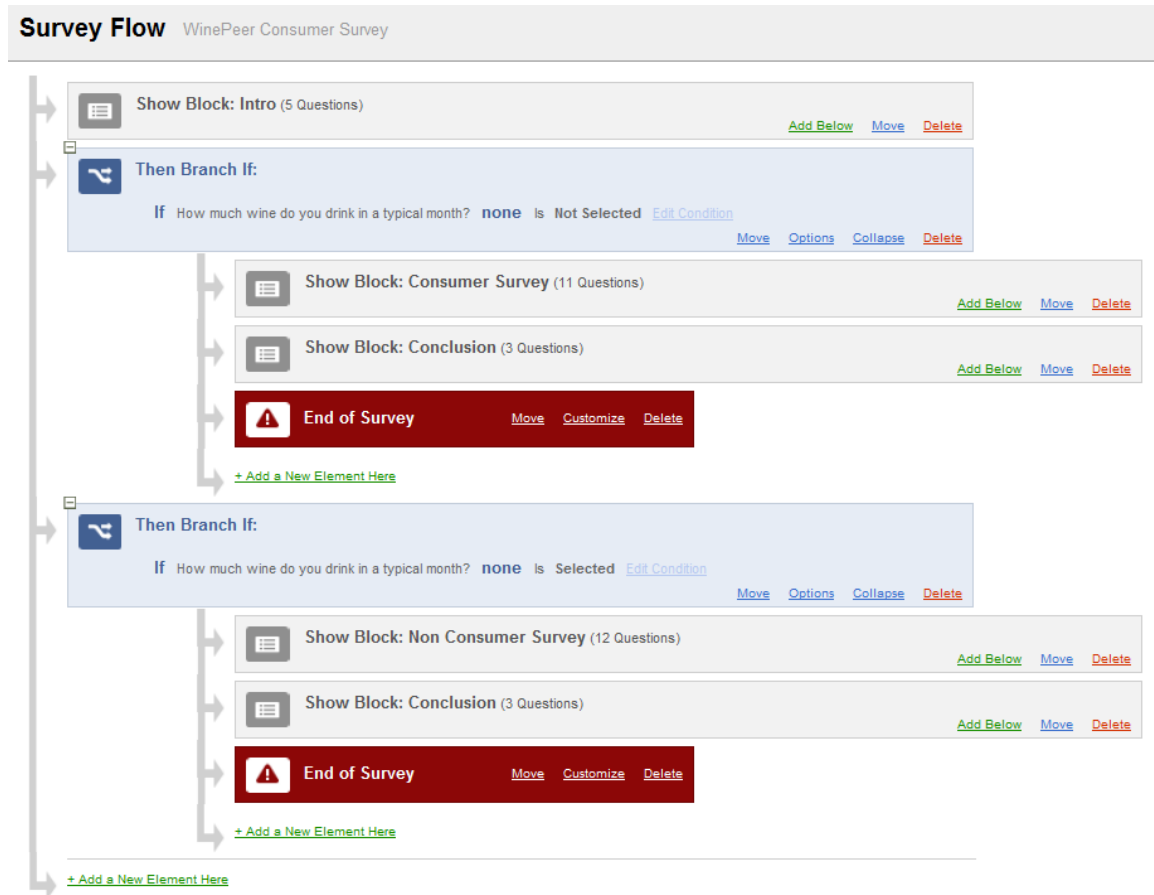 Survey Flow WinePeer Consumer Survey
Show Block: Intro (5 Questions)
Add Below Move Delete
Then Branch If:
If How much wine do you drink in a typical month? none Is Not Selected Edit Condition
Move Options Collapse Delete
Show Block: Consumer Survey (11 Questions)
Add Below Move Delete
Show Block: Conclusion (3 Questions)
Add Below Move Delete
End of Survey Move Customize Delete
+ Add a New Element Here
Then Branch If:
If How much wine do you drink in a typical month? none Is Selected Edit Condition
Move Options Collapse Delete
Show Block: Non Consumer Survey (12 Questions)
Add Below Move Delete
Show Block: Conclusion (3 Questions)
Add Below Move Delete
End of Survey Move Customize Delete
+ Add a New Element Here
+ Add a New Element Here